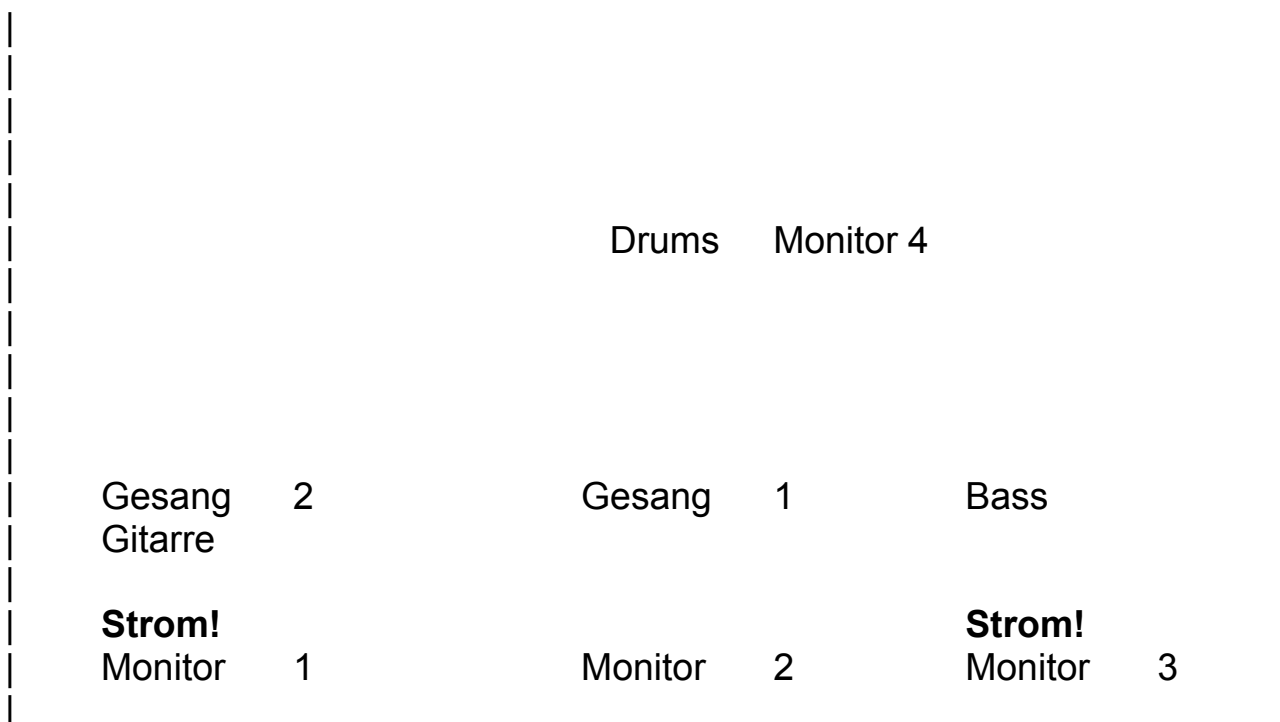 Drums Monitor 4
Gesang 2 Gesang 1 Bass
Gitarre
Strom! Strom!
Monitor 1 Monitor 2 Monitor 3